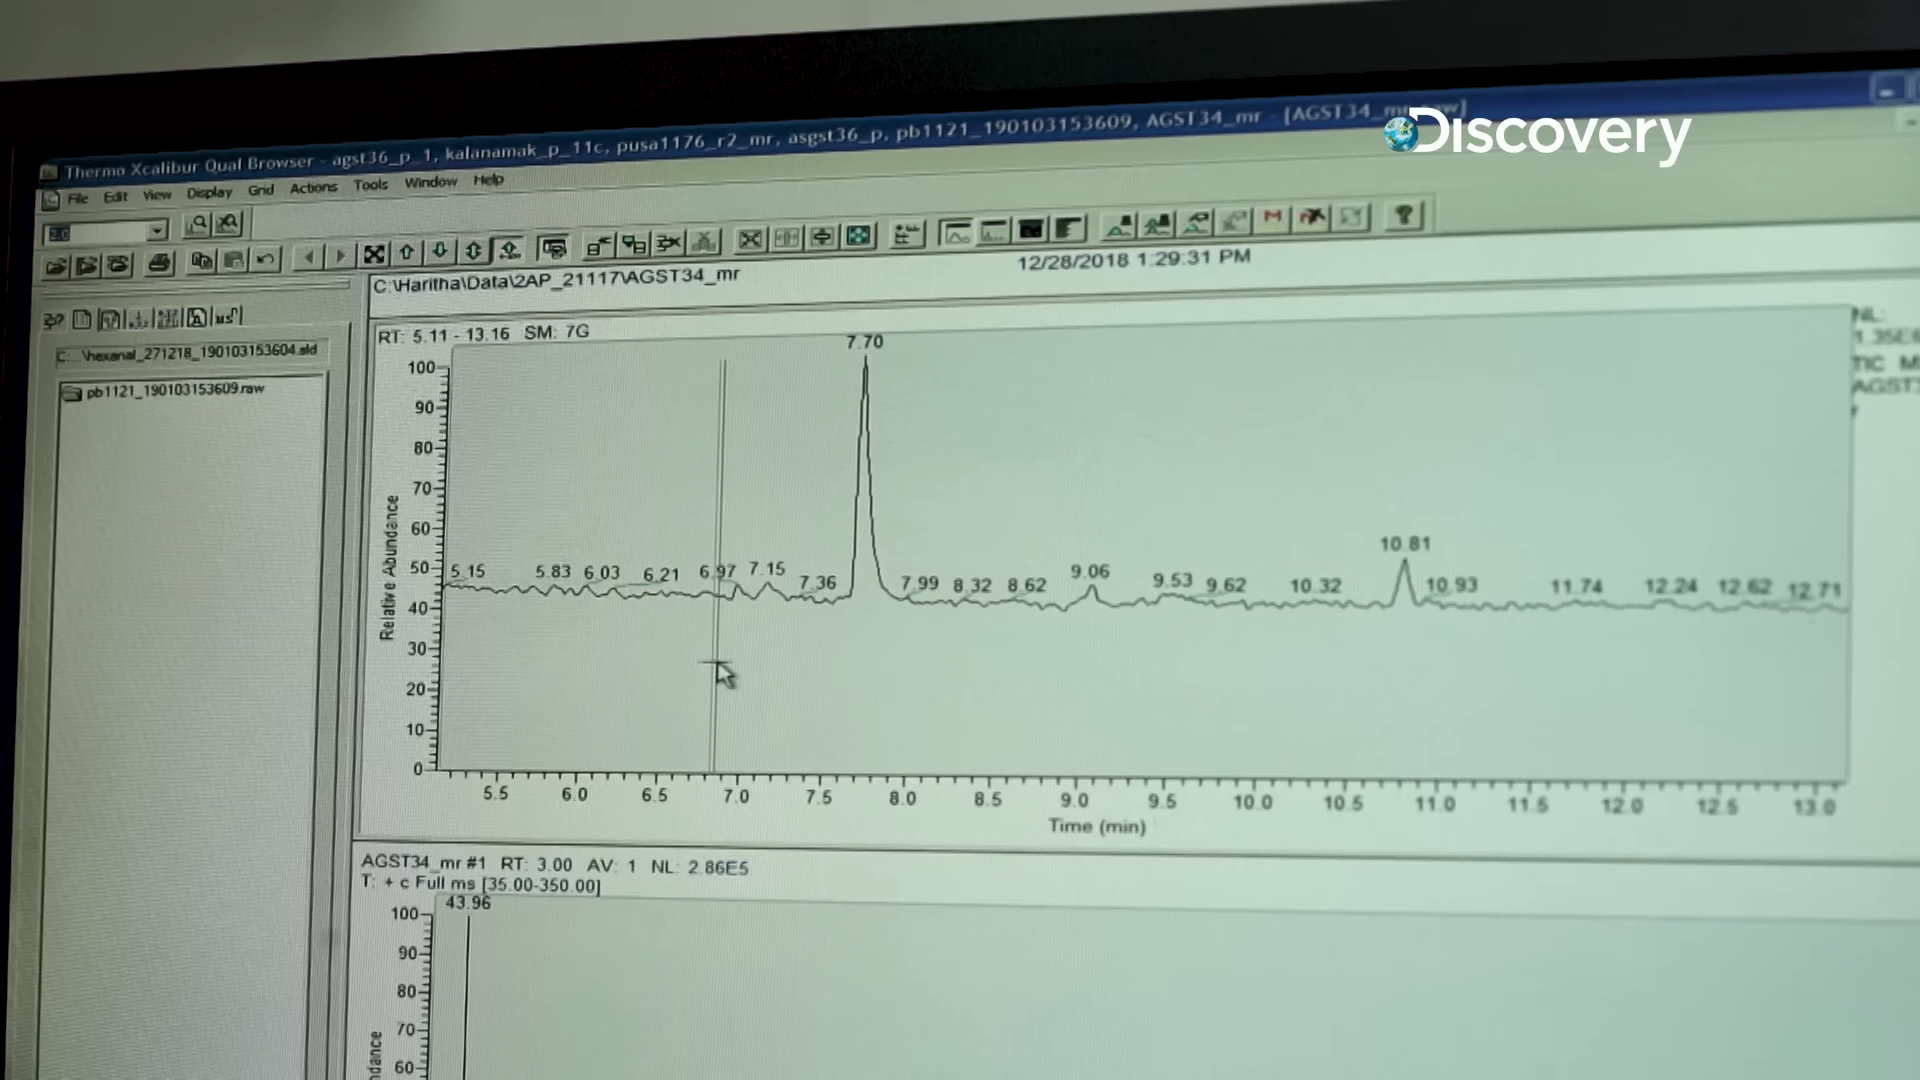 Discovery
Thermo Xcalibur Qual Browser - agst36_p_1, kalanamak_p_11c, pusa1176_r2_mr, asgst36_p, pb1121_190103153609, AGST34_mr - [AGST34_mr.raw]
File Edit View Display Grid Actions Tools Window Help
C:\Haritha\Data\2AP_21117\AGST34_mr
12/28/2018 1:29:31 PM
C:...\hexanal_271218_190103153604.sld
pb1121_190103153609.raw
RT: 5.11 - 13.16 SM: 7G
NL:
TIC
7.70
100
90
80
70
60
50
40
30
20
10
0
Relative Abundance
5.15 5.83 6.03 6.21 6.97 7.15 7.36 7.99 8.32 8.62 9.06 9.53 9.62 10.32 10.81 10.93 11.74 12.24 12.62 12.71
5.5 6.0 6.5 7.0 7.5 8.0 8.5 9.0 9.5 10.0 10.5 11.0 11.5 12.0 12.5 13.0
Time (min)
AGST34_mr #1 RT: 3.00 AV: 1 NL: 2.86E5
T: + c Full ms [35.00-350.00]
43.96
100
90
80
70
60